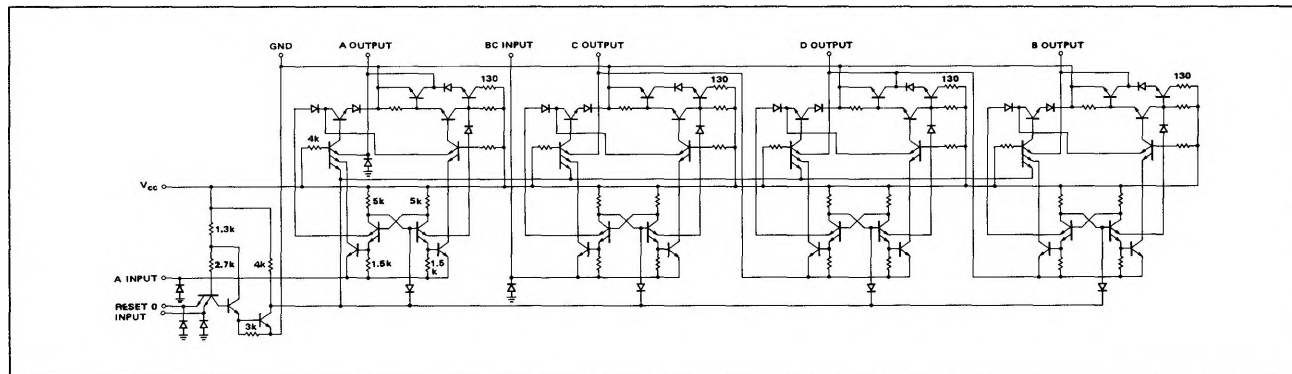 GND A OUTPUT BC INPUT C OUTPUT D OUTPUT B OUTPUT
130 130 130 130
4k
VCC
5k 5k
1.3k
2.7k 4k 1.5k 1.5
k
A INPUT
RESET 0
INPUT
3k